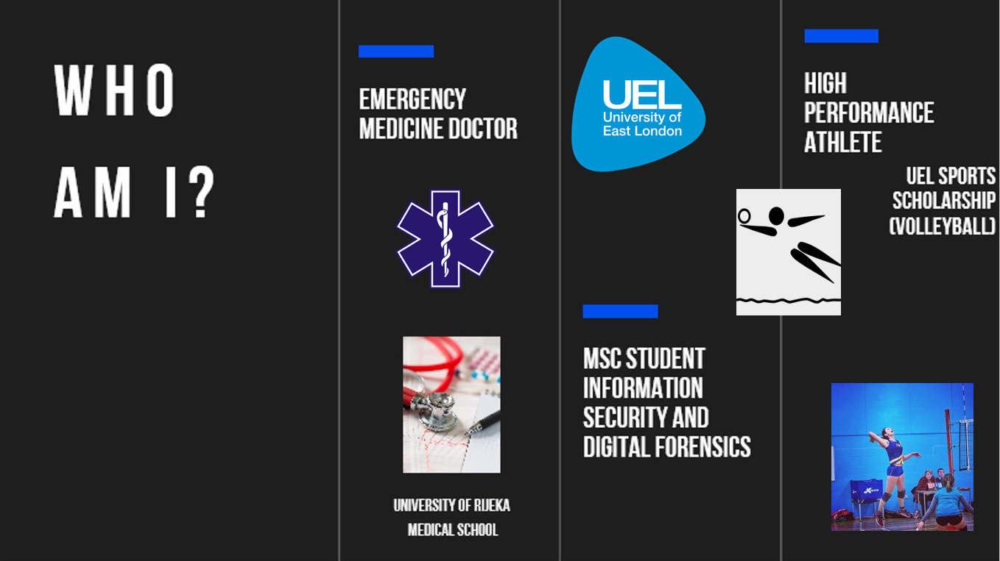 WHO
AM I?
EMERGENCY
MEDICINE DOCTOR
UNIVERSITY OF RIJEKA
MEDICAL SCHOOL
UEL
University of
East London
MSC STUDENT
INFORMATION
SECURITY AND
DIGITAL FORENSICS
HIGH
PERFORMANCE
ATHLETE
UEL SPORTS
SCHOLARSHIP
(VOLLEYBALL)